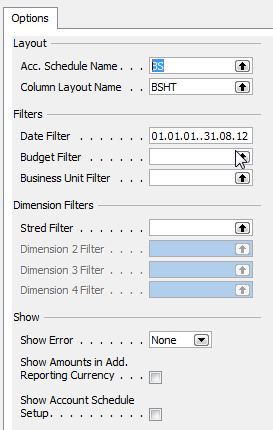 Options
Layout
Acc. Schedule Name . . . BS
Column Layout Name . . . BSHT
Filters
Date Filter . . . . . . . 01.01.01..31.08.12
Budget Filter . . . . . .
Business Unit Filter . . . .
Dimension Filters
Stred Filter . . . . . . .
Dimension 2 Filter . . . .
Dimension 3 Filter . . . .
Dimension 4 Filter . . . .
Show
Show Error . . . . . . . None
Show Amounts in Add.
Reporting Currency . . .
Show Account Schedule
Setup. . . . . . . . . .